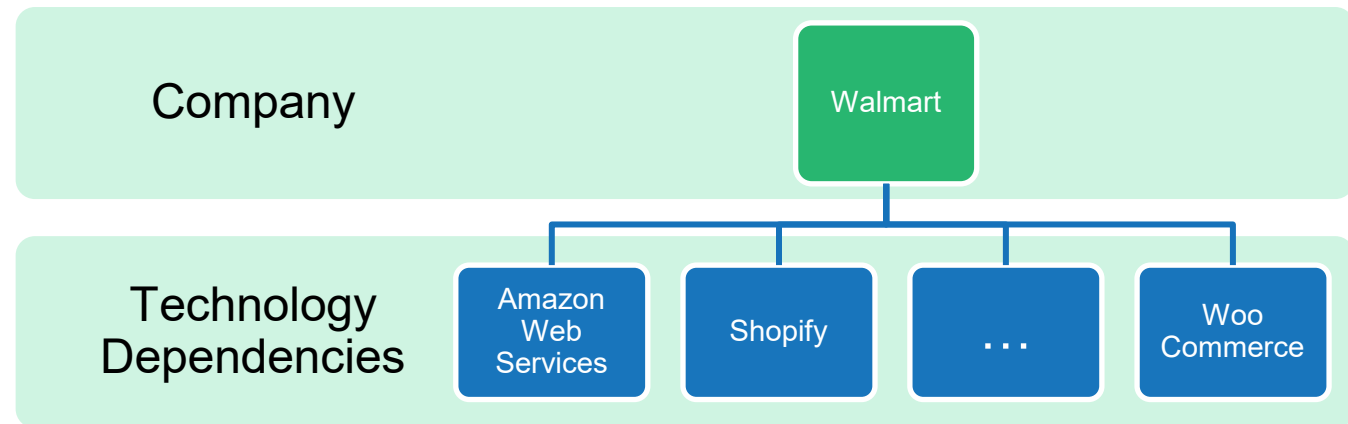 Company
Walmart
Technology
Dependencies
Amazon
Web
Services
Shopify
...
Woo
Commerce